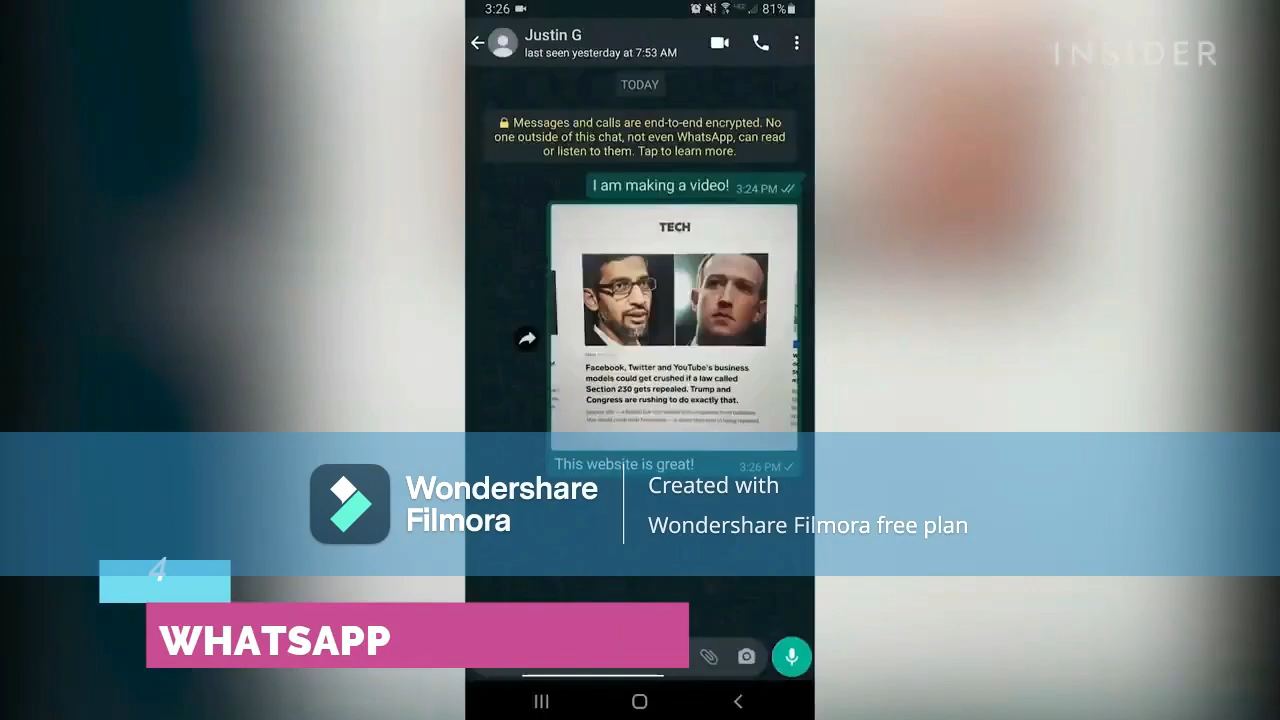 3:26
81%
Justin G
last seen yesterday at 7:53 AM
INSIDER
TODAY
Messages and calls are end-to-end encrypted. No
one outside of this chat, not even WhatsApp, can read
or listen to them. Tap to learn more.
I am making a video! 3:24 PM
TECH
Facebook, Twitter and YouTube's business
models could get crushed if a law called
Section 230 gets repealed. Trump and
Congress are rushing to do exactly that.
This website is great! 3:26 PM
Wondershare
Filmora
Created with
Wondershare Filmora free plan
4
WHATSAPP